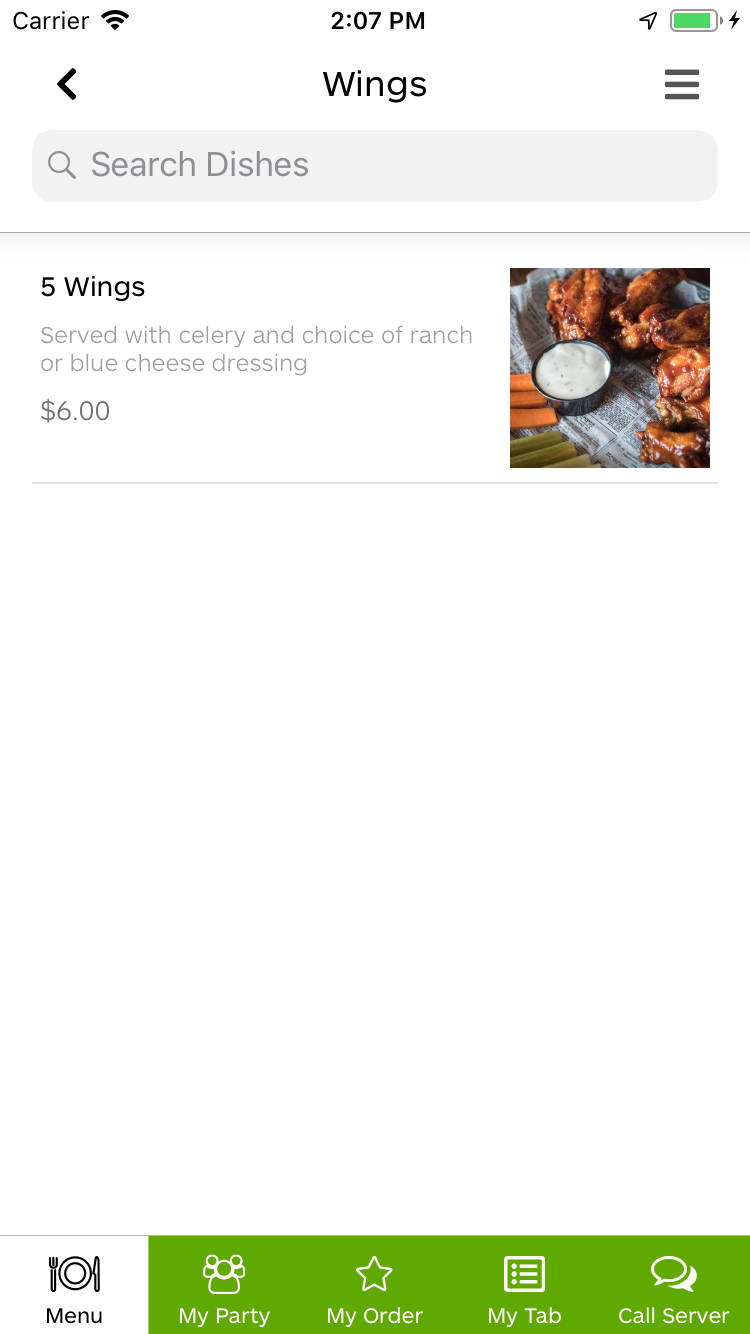 Carrier 2:07 PM
Wings
Search Dishes
5 Wings
Served with celery and choice of ranch
or blue cheese dressing
$6.00
Menu My Party My Order My Tab Call Server